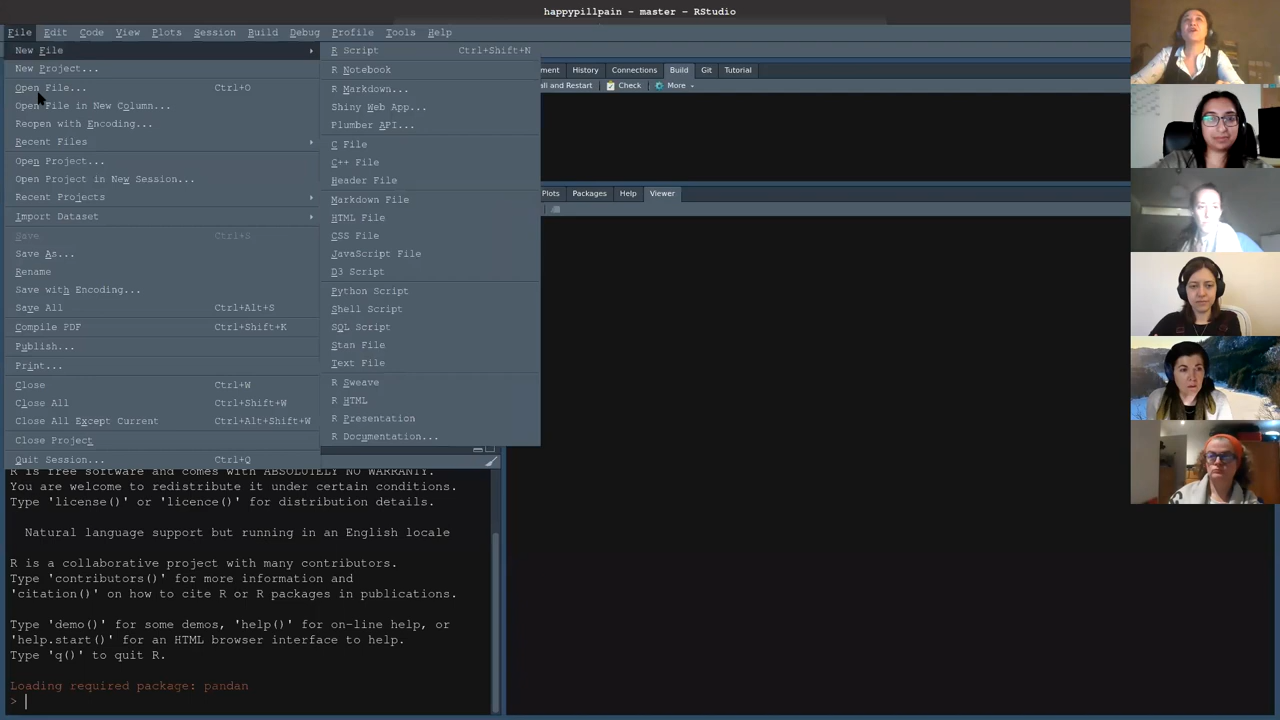 happypillpain - master - RStudio
File Edit Code View Plots Session Build Debug Profile Tools Help
New File
New Project...
Open File... Ctrl+O
Open File in New Column...
Reopen with Encoding...
Recent Files
Open Project...
Open Project in New Session...
Recent Projects
Import Dataset
Save Ctrl+S
Save As...
Rename
Save with Encoding...
Save All Ctrl+Alt+S
Compile PDF Ctrl+Shift+K
Publish...
Print...
Close Ctrl+W
Close All Ctrl+Shift+W
Close All Except Current Ctrl+Alt+Shift+W
Close Project
Quit Session... Ctrl+Q
R Script Ctrl+Shift+N
R Notebook
R Markdown...
Shiny Web App...
Plumber API...
C File
C++ File
Header File
Markdown File
HTML File
CSS File
JavaScript File
D3 Script
Python Script
Shell Script
SQL Script
Stan File
Text File
R Sweave
R HTML
R Presentation
R Documentation...
ment History Connections Build Git Tutorial
all and Restart Check More
Plots Packages Help Viewer
R is free software and comes with ABSOLUTELY NO WARRANTY.
You are welcome to redistribute it under certain conditions.
Type 'license()' or 'licence()' for distribution details.
Natural language support but running in an English locale
R is a collaborative project with many contributors.
Type 'contributors()' for more information and
'citation()' on how to cite R or R packages in publications.
Type 'demo()' for some demos, 'help()' for on-line help, or
'help.start()' for an HTML browser interface to help.
Type 'q()' to quit R.
Loading required package: pandan
>